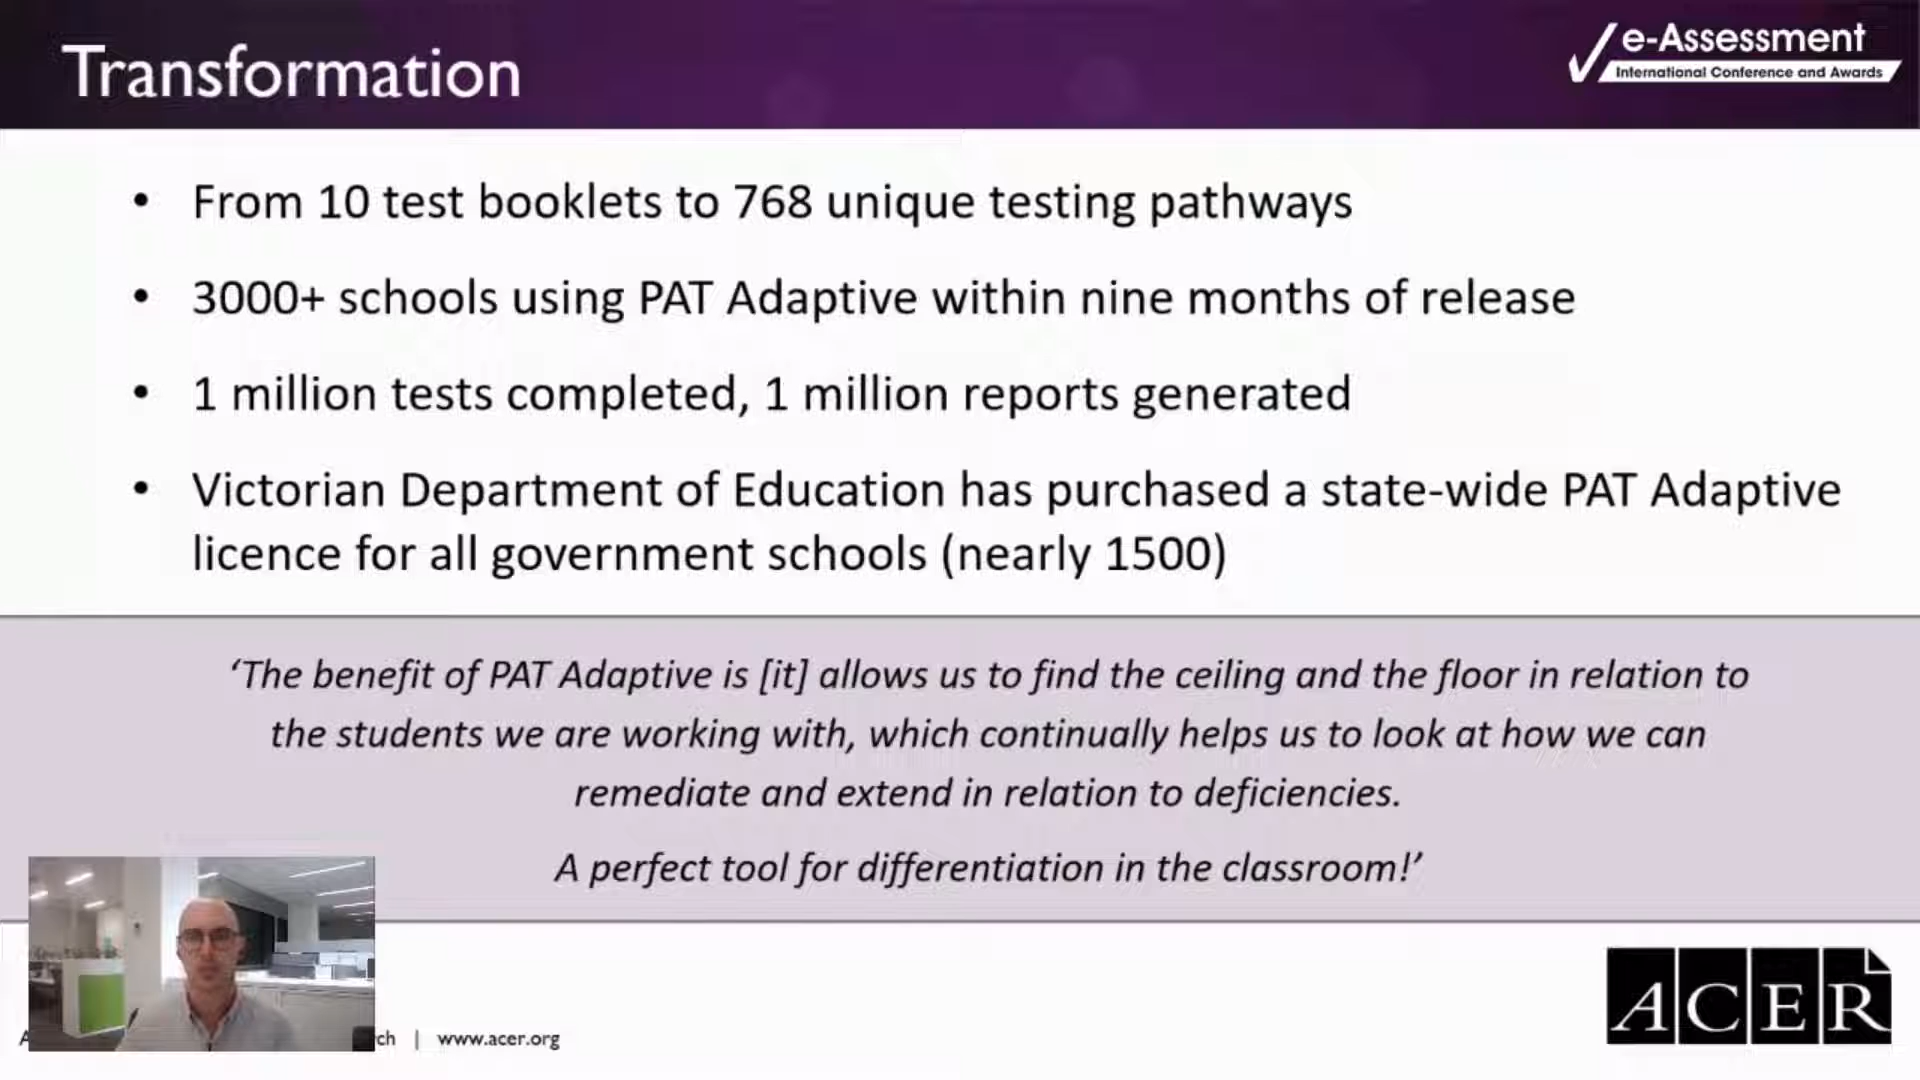 Transformation
e-Assessment
International Conference and Awards
• From 10 test booklets to 768 unique testing pathways
• 3000+ schools using PAT Adaptive within nine months of release
• 1 million tests completed, 1 million reports generated
• Victorian Department of Education has purchased a state-wide PAT Adaptive
licence for all government schools (nearly 1500)
‘The benefit of PAT Adaptive is [it] allows us to find the ceiling and the floor in relation to
the students we are working with, which continually helps us to look at how we can
remediate and extend in relation to deficiencies.
A perfect tool for differentiation in the classroom!’
| www.acer.org
ACER